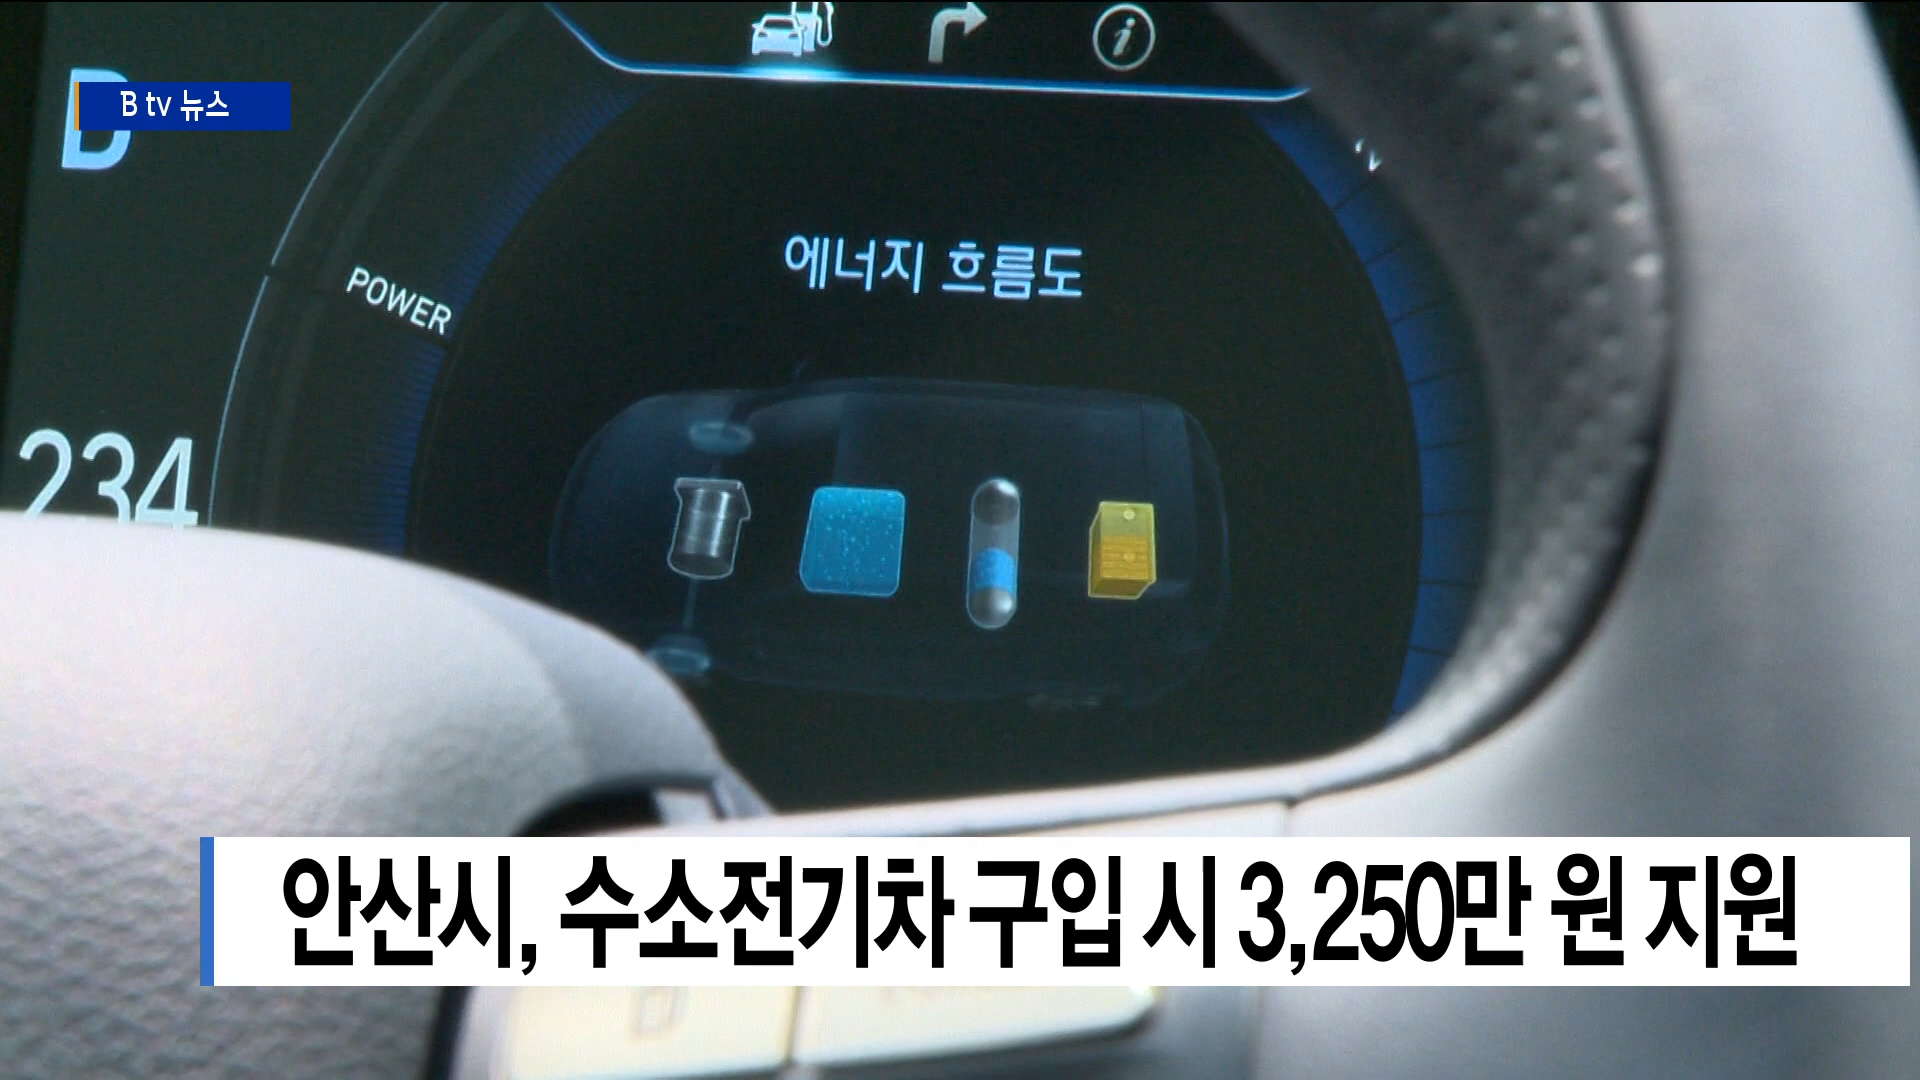 B tv 뉴스
D
에너지 흐름도
POWER
234
안산시, 수소전기차 구입 시 3,250만 원 지원